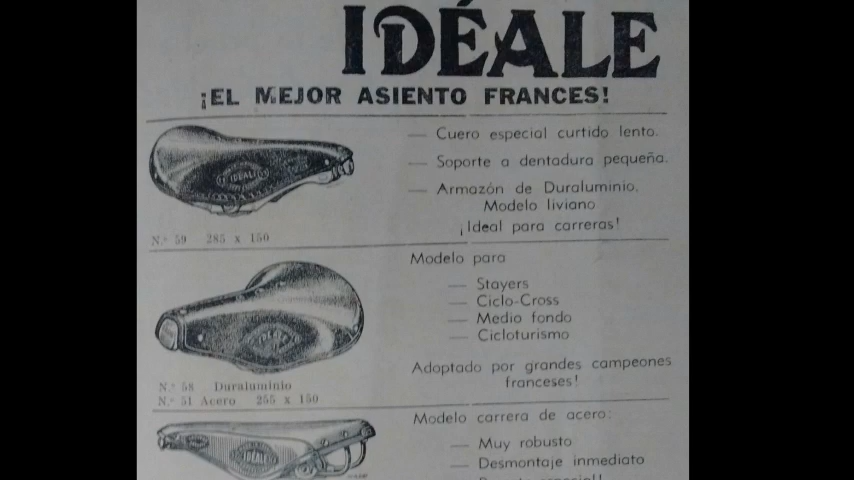 IDÉALE
¡EL MEJOR ASIENTO FRANCES!
— Cuero especial curtido lento.
— Soporte a dentadura pequeña.
— Armazón de Duraluminio.
Modelo liviano
¡Ideal para carreras!
IDEALE
N.º 59 285 x 150
Modelo para
— Stayers
— Ciclo-Cross
— Medio fondo
— Cicloturismo
Adoptado por grandes campeones
franceses!
N.º 58 Duraluminio
N.º 51 Acero 255 x 150
Modelo carrera de acero:
— Muy robusto
— Desmontaje inmediato
IDEALE